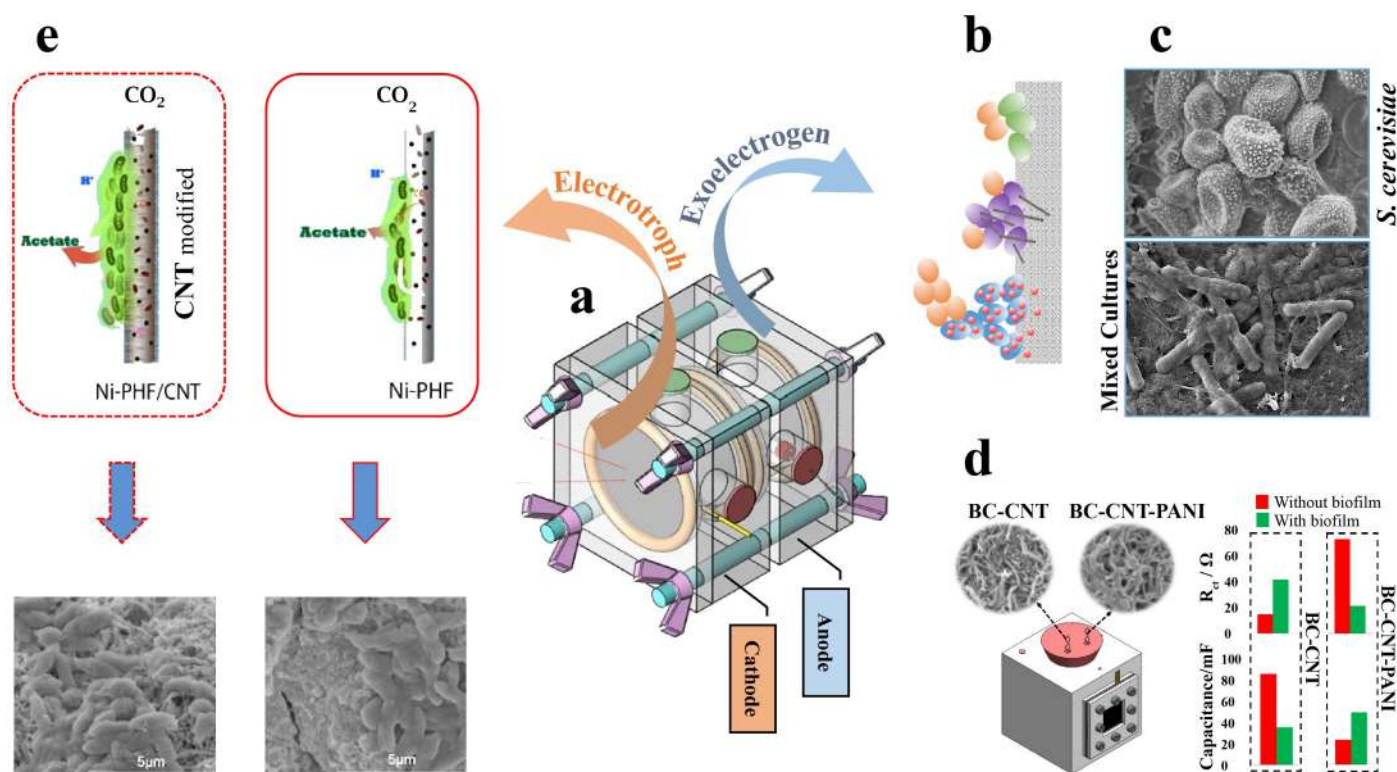 e
CO2
H+
Acetate
CNT modified
Ni-PHF/CNT
CO2
H+
Acetate
Ni-PHF
5μm
5μm
Electrotroph
Exoelectrogen
a
Cathode
Anode
b
c
S. cerevisiae
Mixed Cultures
d
BC-CNT
BC-CNT-PANI
Without biofilm
With biofilm
Rct / Ω
80
60
40
20
0
Capacitance/mF
100
80
60
40
20
0
BC-CNT
BC-CNT-PANI